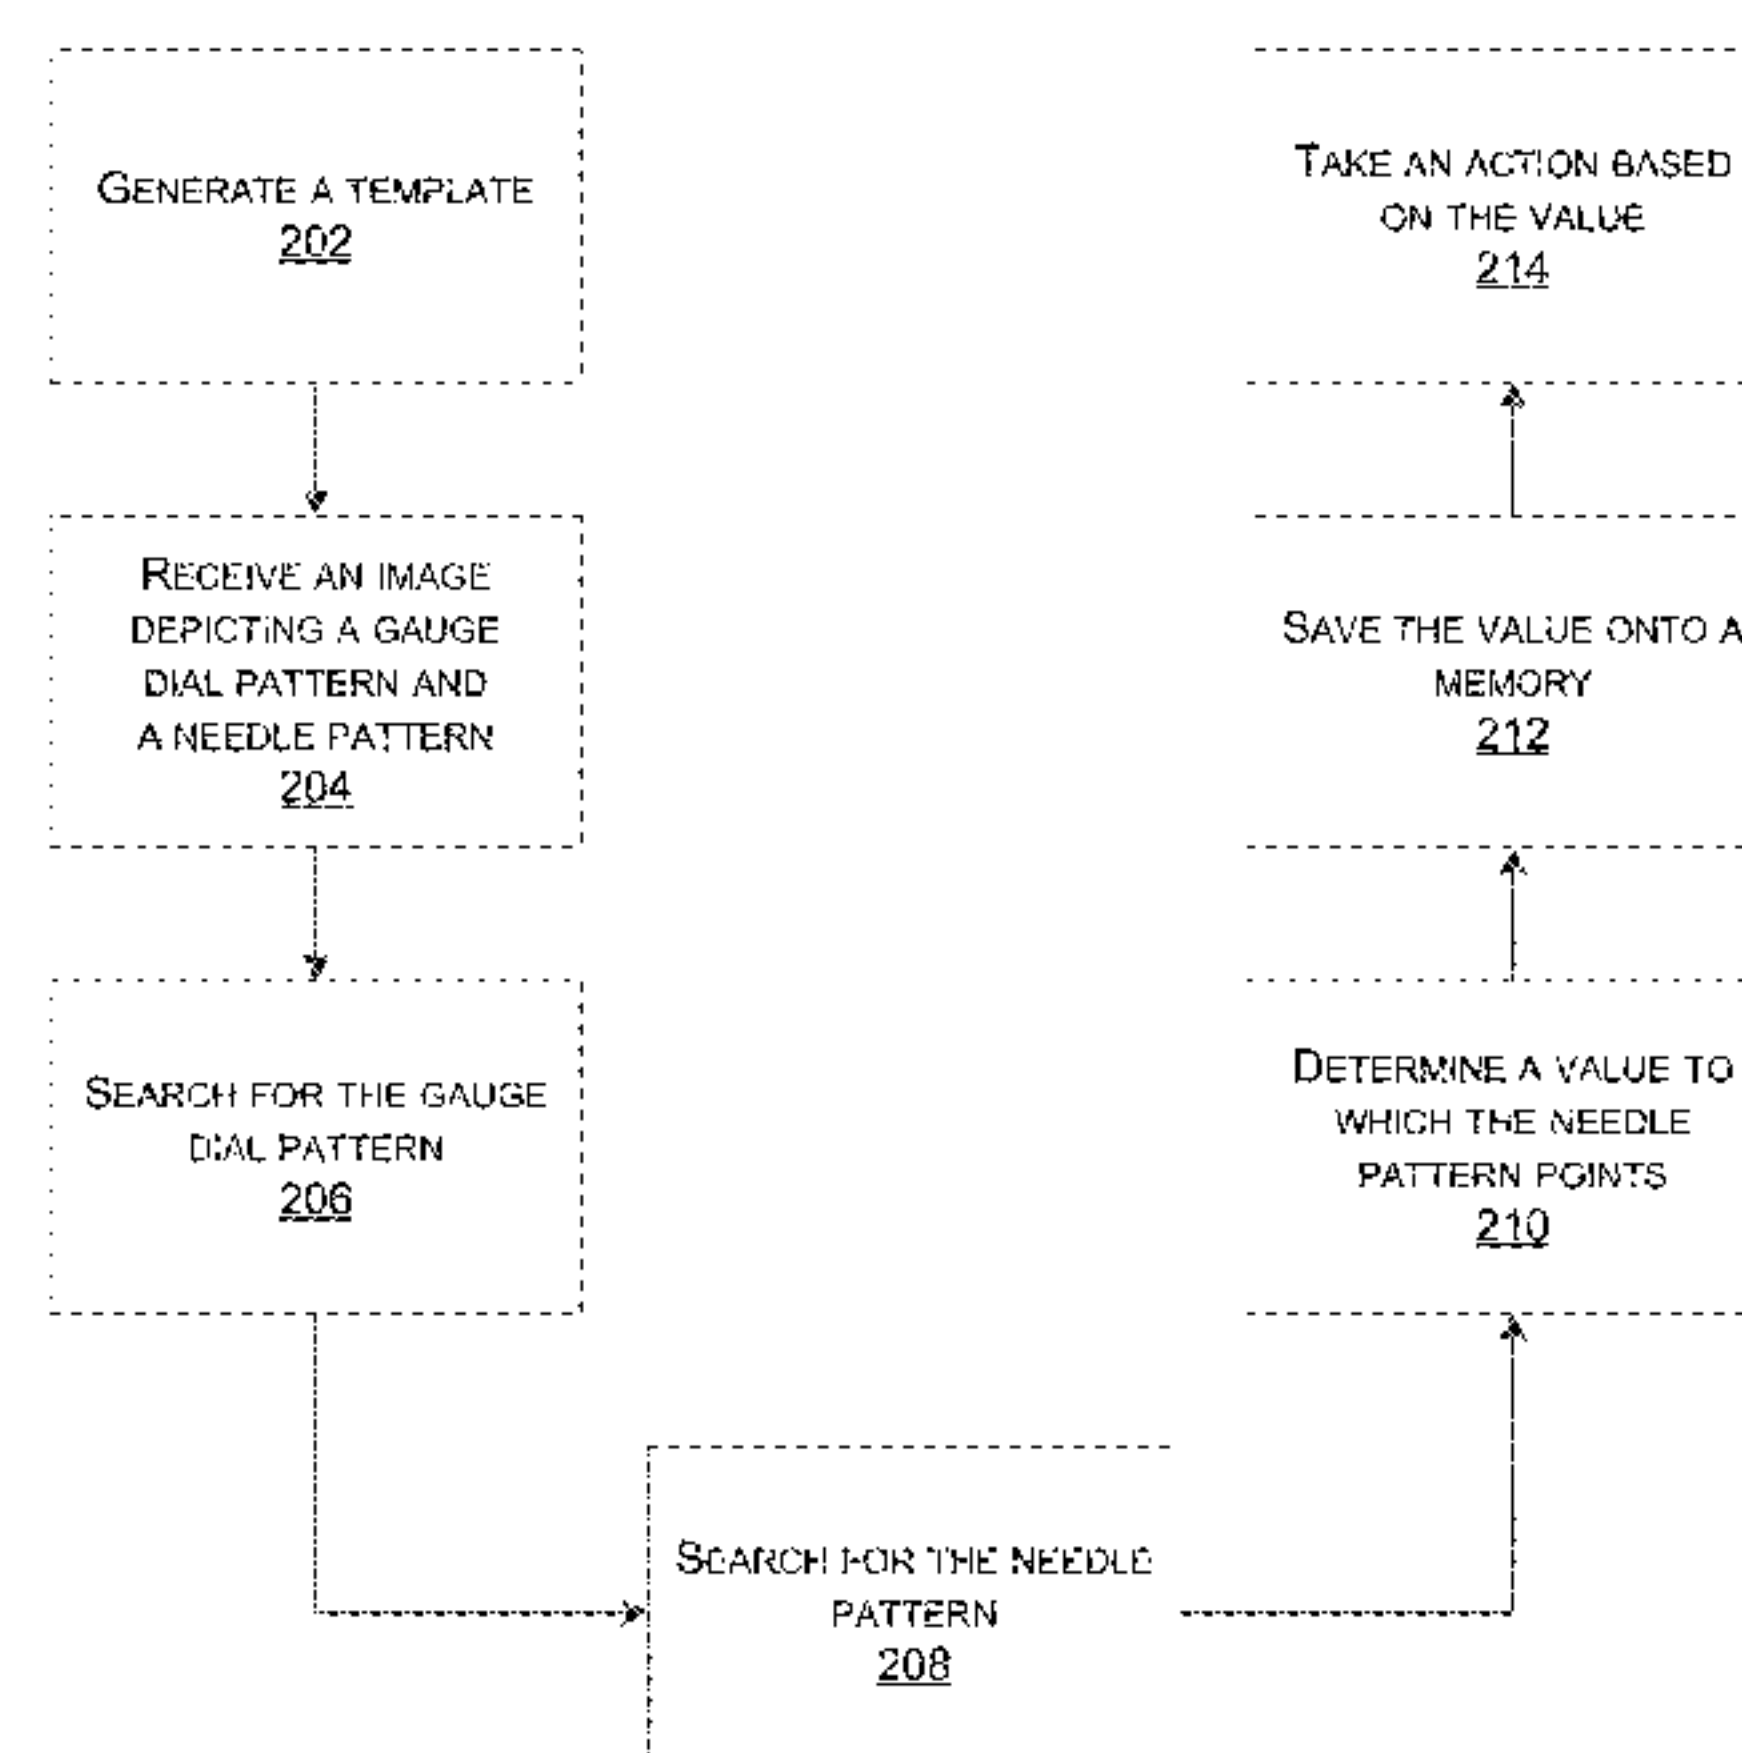 GENERATE A TEMPLATE
202
RECEIVE AN IMAGE
DEPICTING A GAUGE
DIAL PATTERN AND
A NEEDLE PATTERN
204
SEARCH FOR THE GAUGE
DIAL PATTERN
206
SEARCH FOR THE NEEDLE
PATTERN
208
DETERMINE A VALUE TO
WHICH THE NEEDLE
PATTERN POINTS
210
SAVE THE VALUE ONTO A
MEMORY
212
TAKE AN ACTION BASED
ON THE VALUE
214